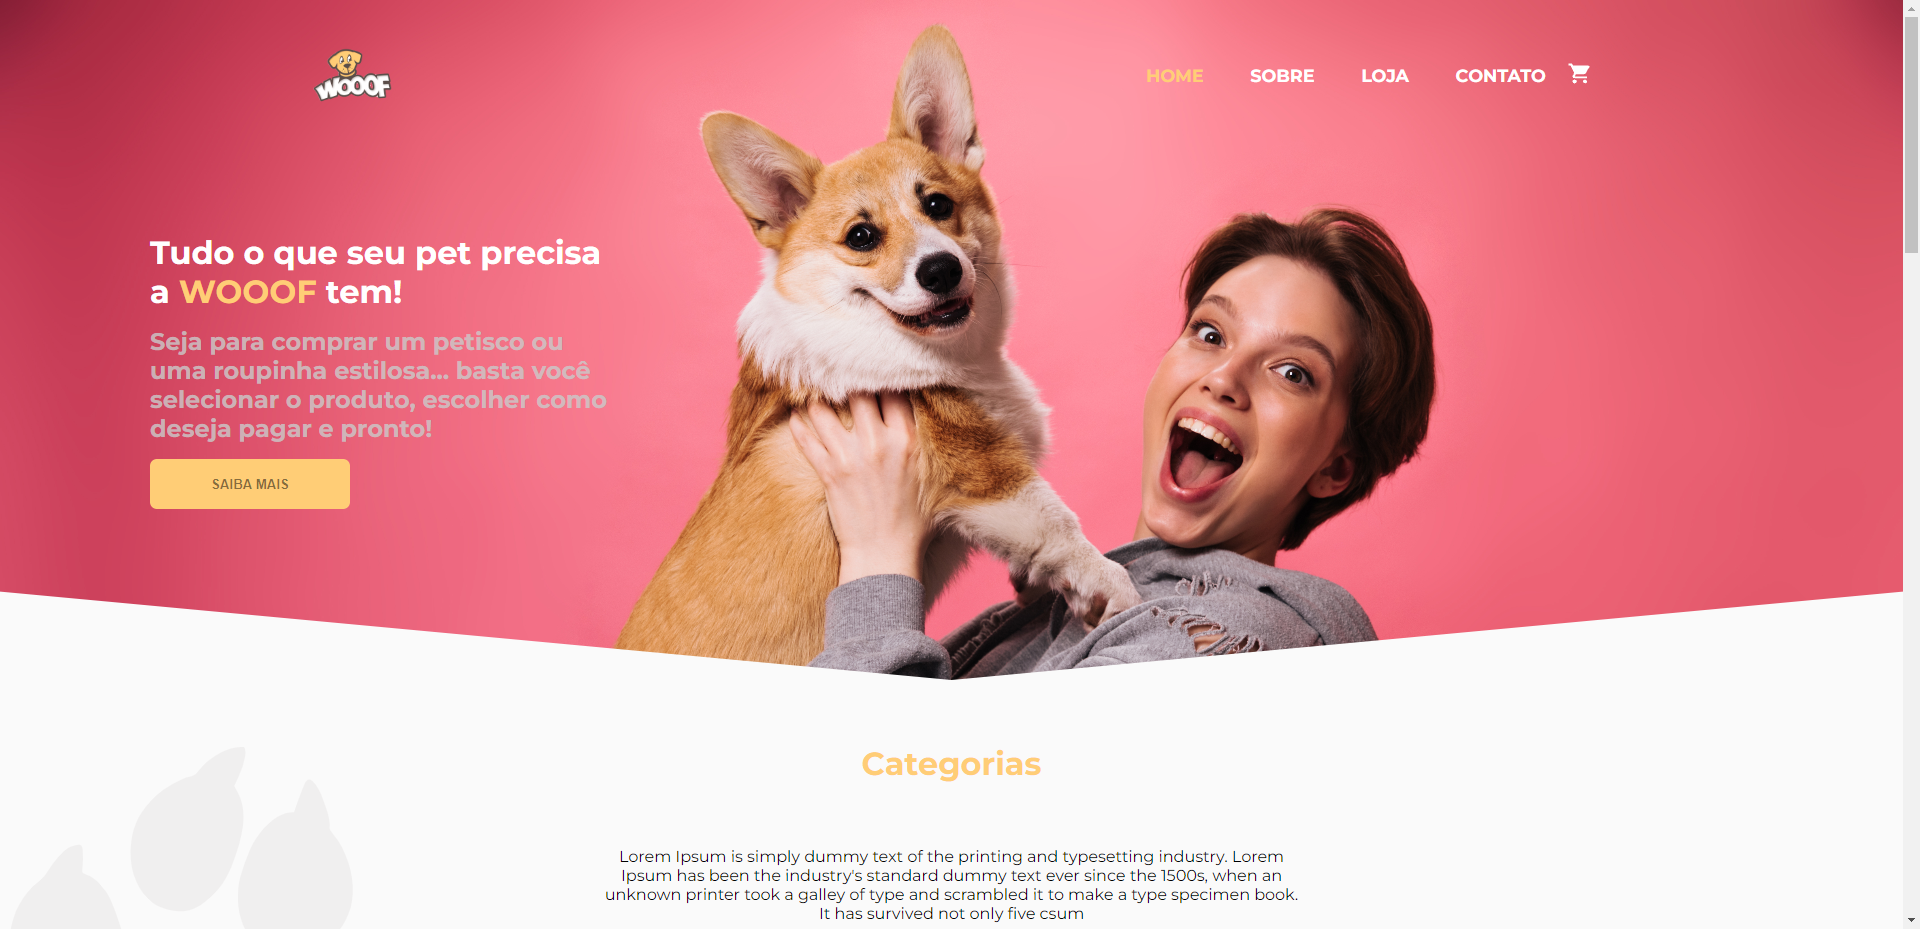 WOOOF
HOME SOBRE LOJA CONTATO
Tudo o que seu pet precisa
a WOOOF tem!
Seja para comprar um petisco ou
uma roupinha estilosa... basta você
selecionar o produto, escolher como
deseja pagar e pronto!
SAIBA MAIS
Categorias
Lorem Ipsum is simply dummy text of the printing and typesetting industry. Lorem
Ipsum has been the industry's standard dummy text ever since the 1500s, when an
unknown printer took a galley of type and scrambled it to make a type specimen book.
It has survived not only five csum